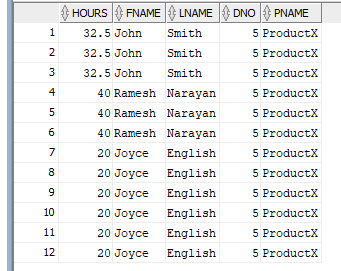 HOURS FNAME LNAME DNO PNAME
1 32.5 John Smith 5 ProductX
2 32.5 John Smith 5 ProductX
3 32.5 John Smith 5 ProductX
4 40 Ramesh Narayan 5 ProductX
5 40 Ramesh Narayan 5 ProductX
6 40 Ramesh Narayan 5 ProductX
7 20 Joyce English 5 ProductX
8 20 Joyce English 5 ProductX
9 20 Joyce English 5 ProductX
10 20 Joyce English 5 ProductX
11 20 Joyce English 5 ProductX
12 20 Joyce English 5 ProductX